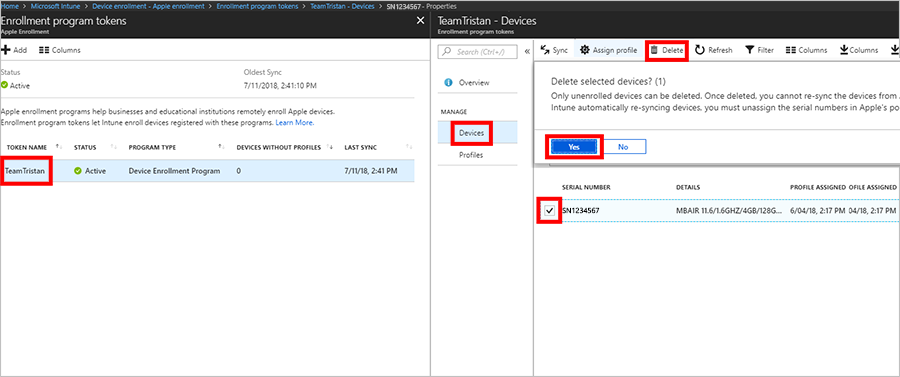 Home > Microsoft Intune > Device enrollment - Apple enrollment > Enrollment program tokens > TeamTristan - Devices > SN1234567 - Properties
Enrollment program tokens
Apple Enrollment
Add
Columns
Status
Active
Oldest Sync
7/11/2018, 2:41:10 PM
Apple enrollment programs help businesses and educational institutions remotely enroll Apple devices.
Enrollment program tokens let Intune enroll devices registered with these programs. Learn More.
TOKEN NAME STATUS PROGRAM TYPE DEVICES WITHOUT PROFILES LAST SYNC
TeamTristan Active Device Enrollment Program 0 7/11/18, 2:41 PM
TeamTristan - Devices
Enrollment program tokens
Search (Ctrl+/)
Overview
MANAGE
Devices
Profiles
Sync Assign profile Delete Refresh Filter Columns Columns
Delete selected devices? (1)
Only unenrolled devices can be deleted. Once deleted, you cannot re-sync the devices from A
Intune automatically re-syncing devices, you must unassign the serial numbers in Apple's po
Yes No
SERIAL NUMBER DETAILS PROFILE ASSIGNED OFILE ASSIGNED
SN1234567 MBAIR 11.6/1.6GHZ/4GB/128G... 6/04/18, 2:17 PM 04/18, 2:17 PM